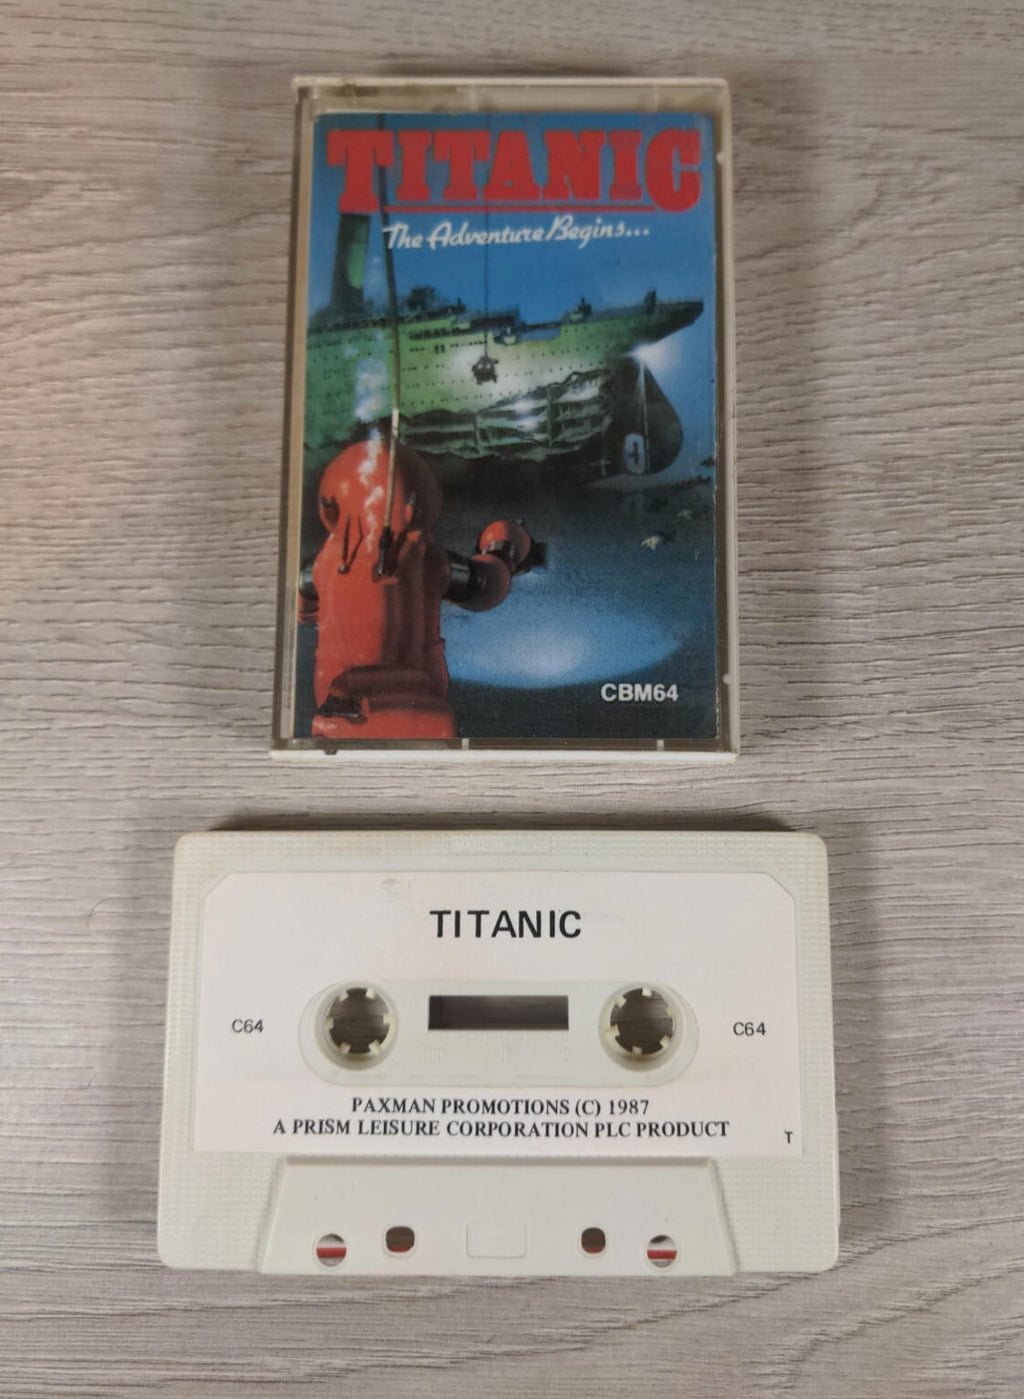 TITANIC
The Adventure Begins...
CBM64
TITANIC
C64
C64
PAXMAN PROMOTIONS (C) 1987
A PRISM LEISURE CORPORATION PLC PRODUCT
T